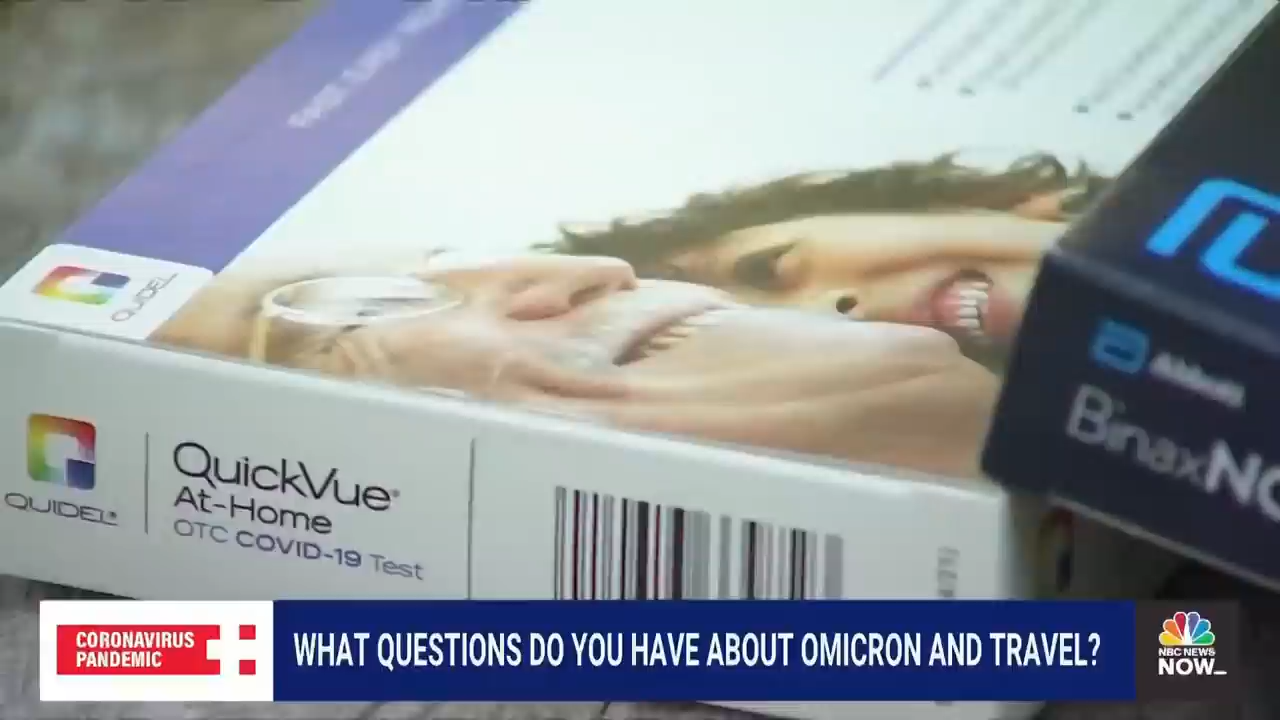 QUIDEL
QUIDEL
QuickVue
At-Home
OTC COVID-19 Test
Abbott
BinaxNO
CORONAVIRUS
PANDEMIC
WHAT QUESTIONS DO YOU HAVE ABOUT OMICRON AND TRAVEL?
NBC NEWS
NOW_